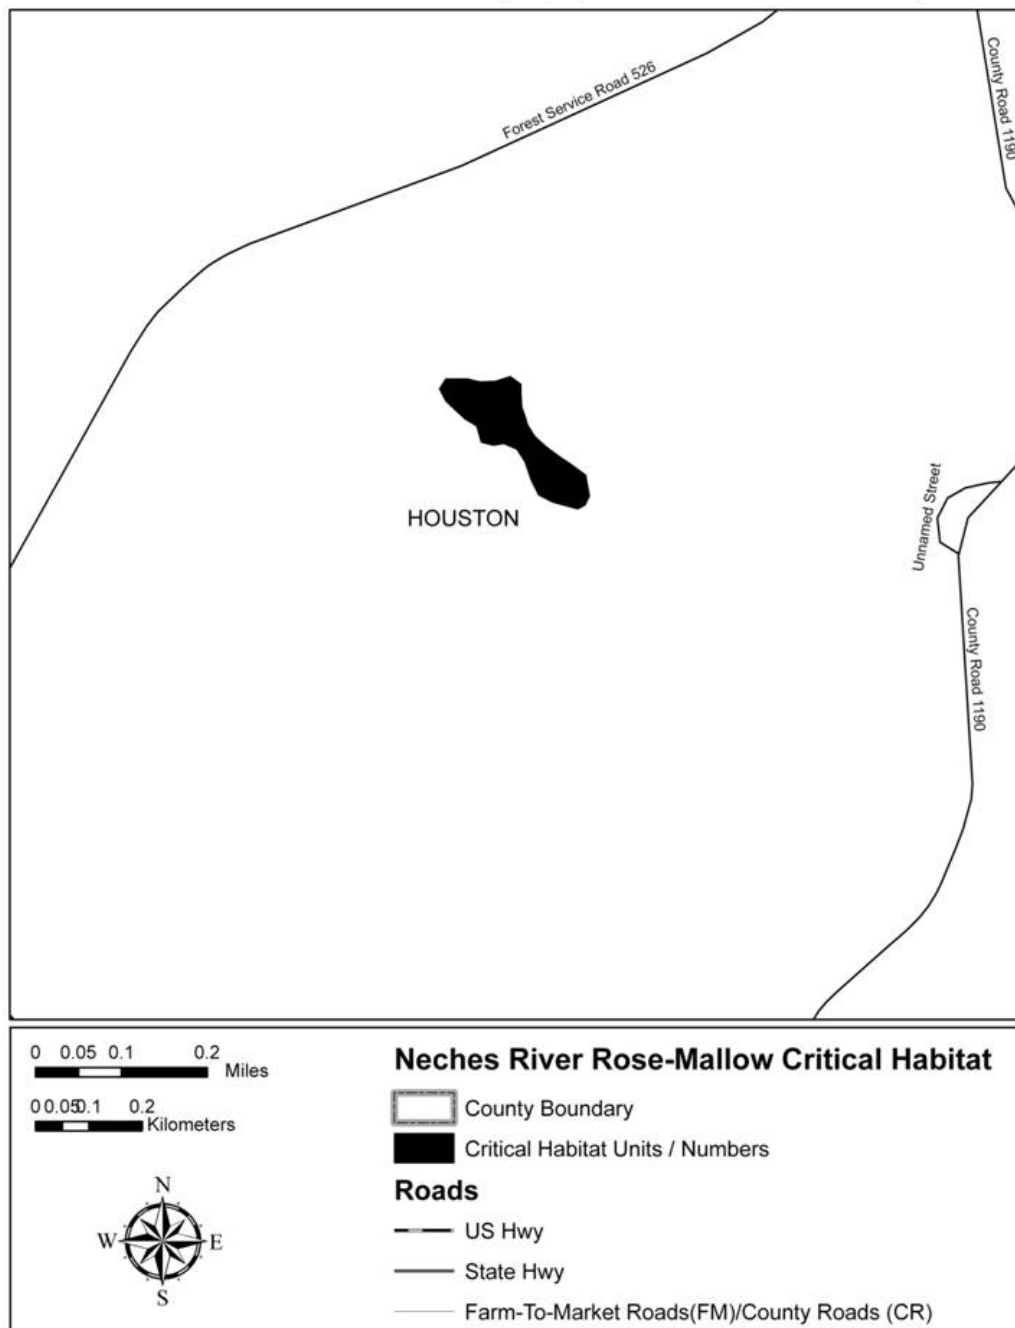 Forest Service Road 526
County Road 1190
HOUSTON
Unnamed Street
County Road 1190
0 0.05 0.1 0.2 Miles
0 0.05 0.1 0.2 Kilometers
N
W E
S
Neches River Rose-Mallow Critical Habitat
County Boundary
Critical Habitat Units / Numbers
Roads
US Hwy
State Hwy
Farm-To-Market Roads(FM)/County Roads (CR)